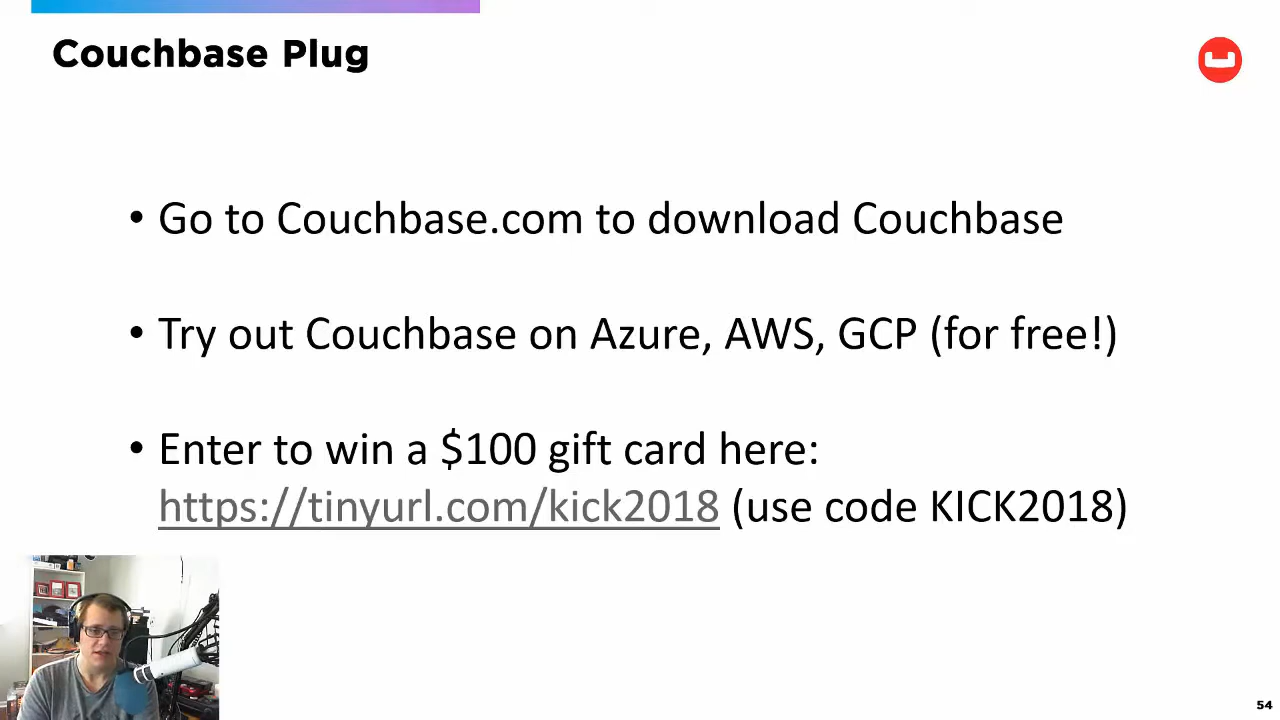 Couchbase Plug
• Go to Couchbase.com to download Couchbase
• Try out Couchbase on Azure, AWS, GCP (for free!)
• Enter to win a $100 gift card here:
https://tinyurl.com/kick2018 (use code KICK2018)
54